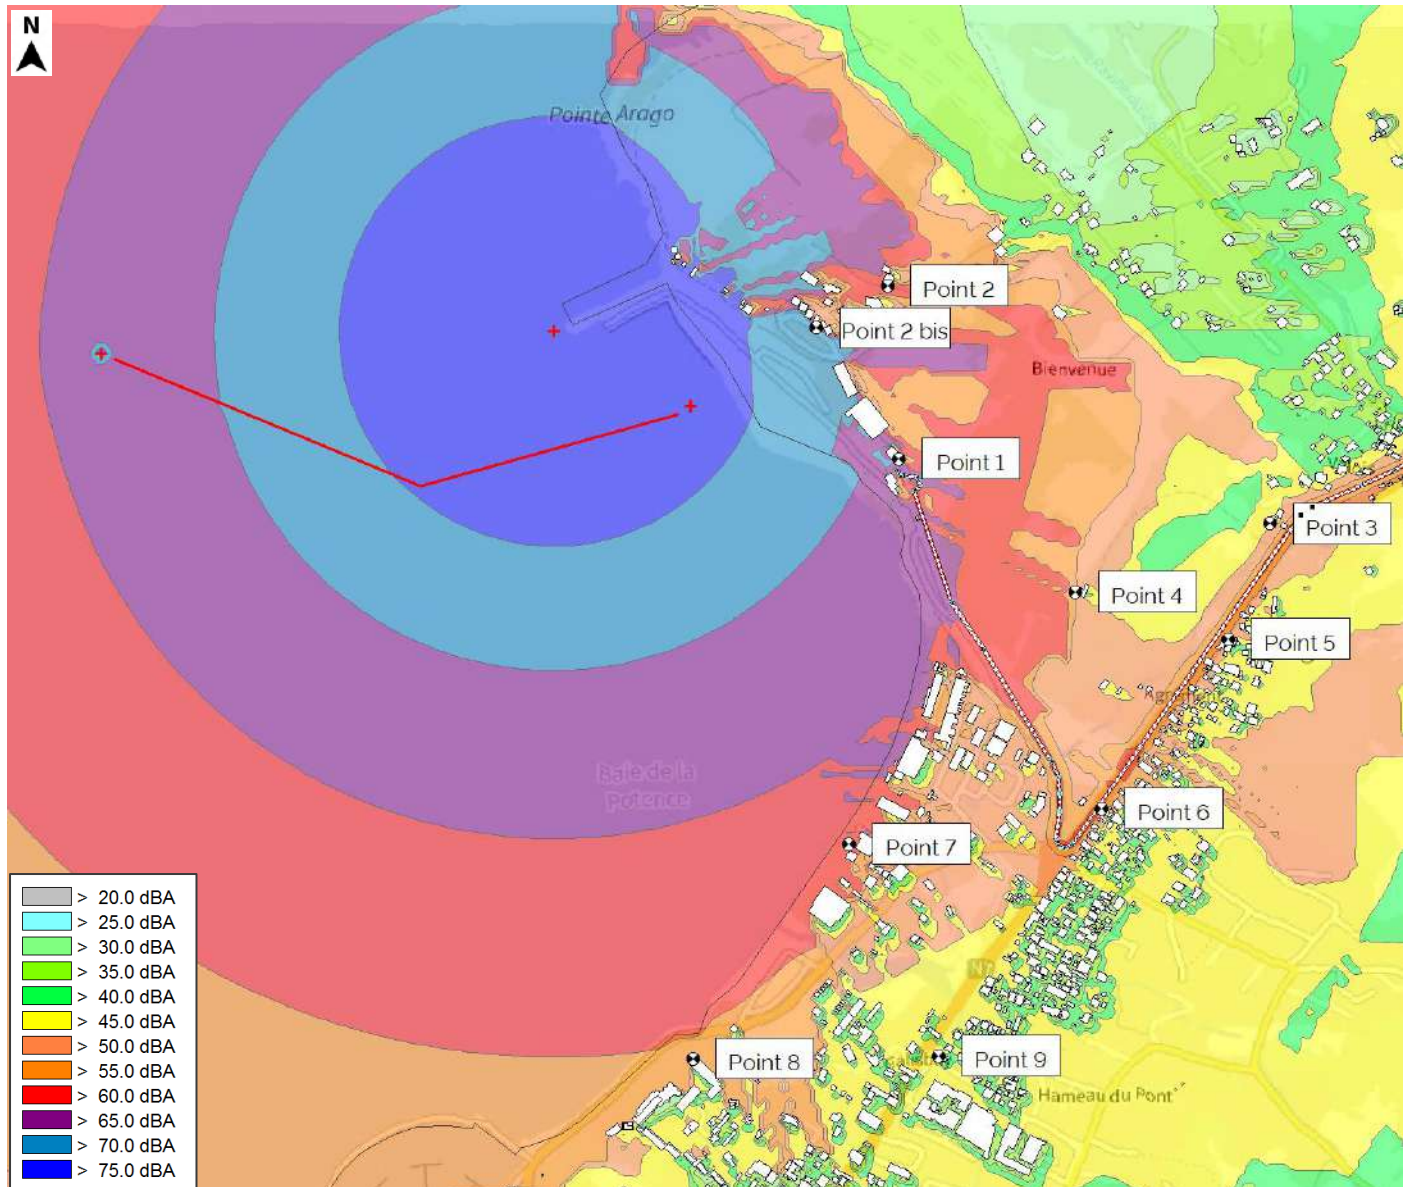 N
Pointe Arago
Point 2
Point 2 bis
Bienvenue
Point 1
Point 3
Point 4
Point 5
Baie de la
Potence
Point 6
Point 7
Point 8
Point 9
Hameau du Pont
> 20.0 dBA
> 25.0 dBA
> 30.0 dBA
> 35.0 dBA
> 40.0 dBA
> 45.0 dBA
> 50.0 dBA
> 55.0 dBA
> 60.0 dBA
> 65.0 dBA
> 70.0 dBA
> 75.0 dBA